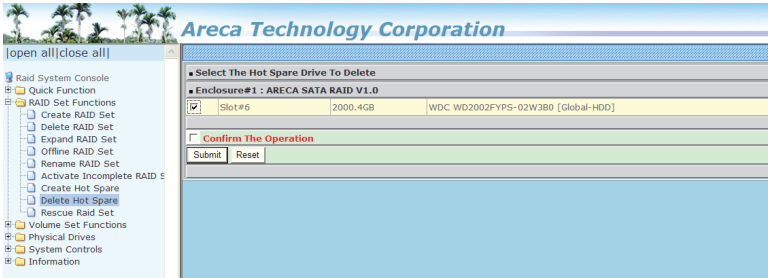 Areca Technology Corporation
|open all|close all|
Raid System Console
Quick Function
RAID Set Functions
Create RAID Set
Delete RAID Set
Expand RAID Set
Offline RAID Set
Rename RAID Set
Activate Incomplete RAID S
Create Hot Spare
Delete Hot Spare
Rescue Raid Set
Volume Set Functions
Physical Drives
System Controls
Information
Select The Hot Spare Drive To Delete
Enclosure#1 : ARECA SATA RAID V1.0
Slot#6 2000.4GB WDC WD2002FYPS-02W3B0 [Global-HDD]
Confirm The Operation
Submit Reset